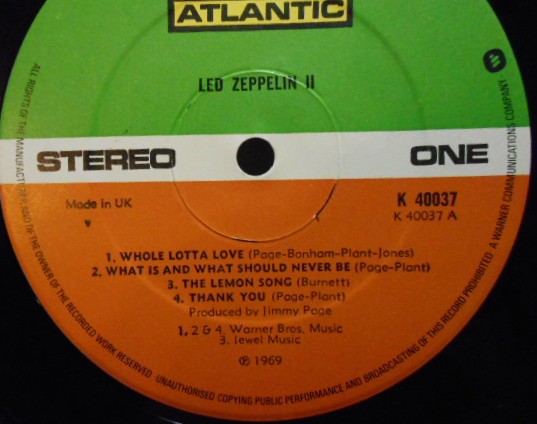 ATLANTIC
LED ZEPPELIN II
STEREO
ONE
Made in UK
K 40037
K 40037 A
1. WHOLE LOTTA LOVE (Page-Bonham-Plant-Jones)
2. WHAT IS AND WHAT SHOULD NEVER BE (Page-Plant)
3. THE LEMON SONG (Burnett)
4. THANK YOU (Page-Plant)
Produced by Jimmy Page
1, 2 & 4. Warner Bros. Music
3. Jewel Music
℗ 1969
ALL RIGHTS OF THE MANUFACTURER AND OF THE OWNER OF THE RECORDED WORK RESERVED UNAUTHORISED COPYING PUBLIC PERFORMANCE AND BROADCASTING OF THIS RECORD PROHIBITED A WARNER COMMUNICATIONS COMPANY